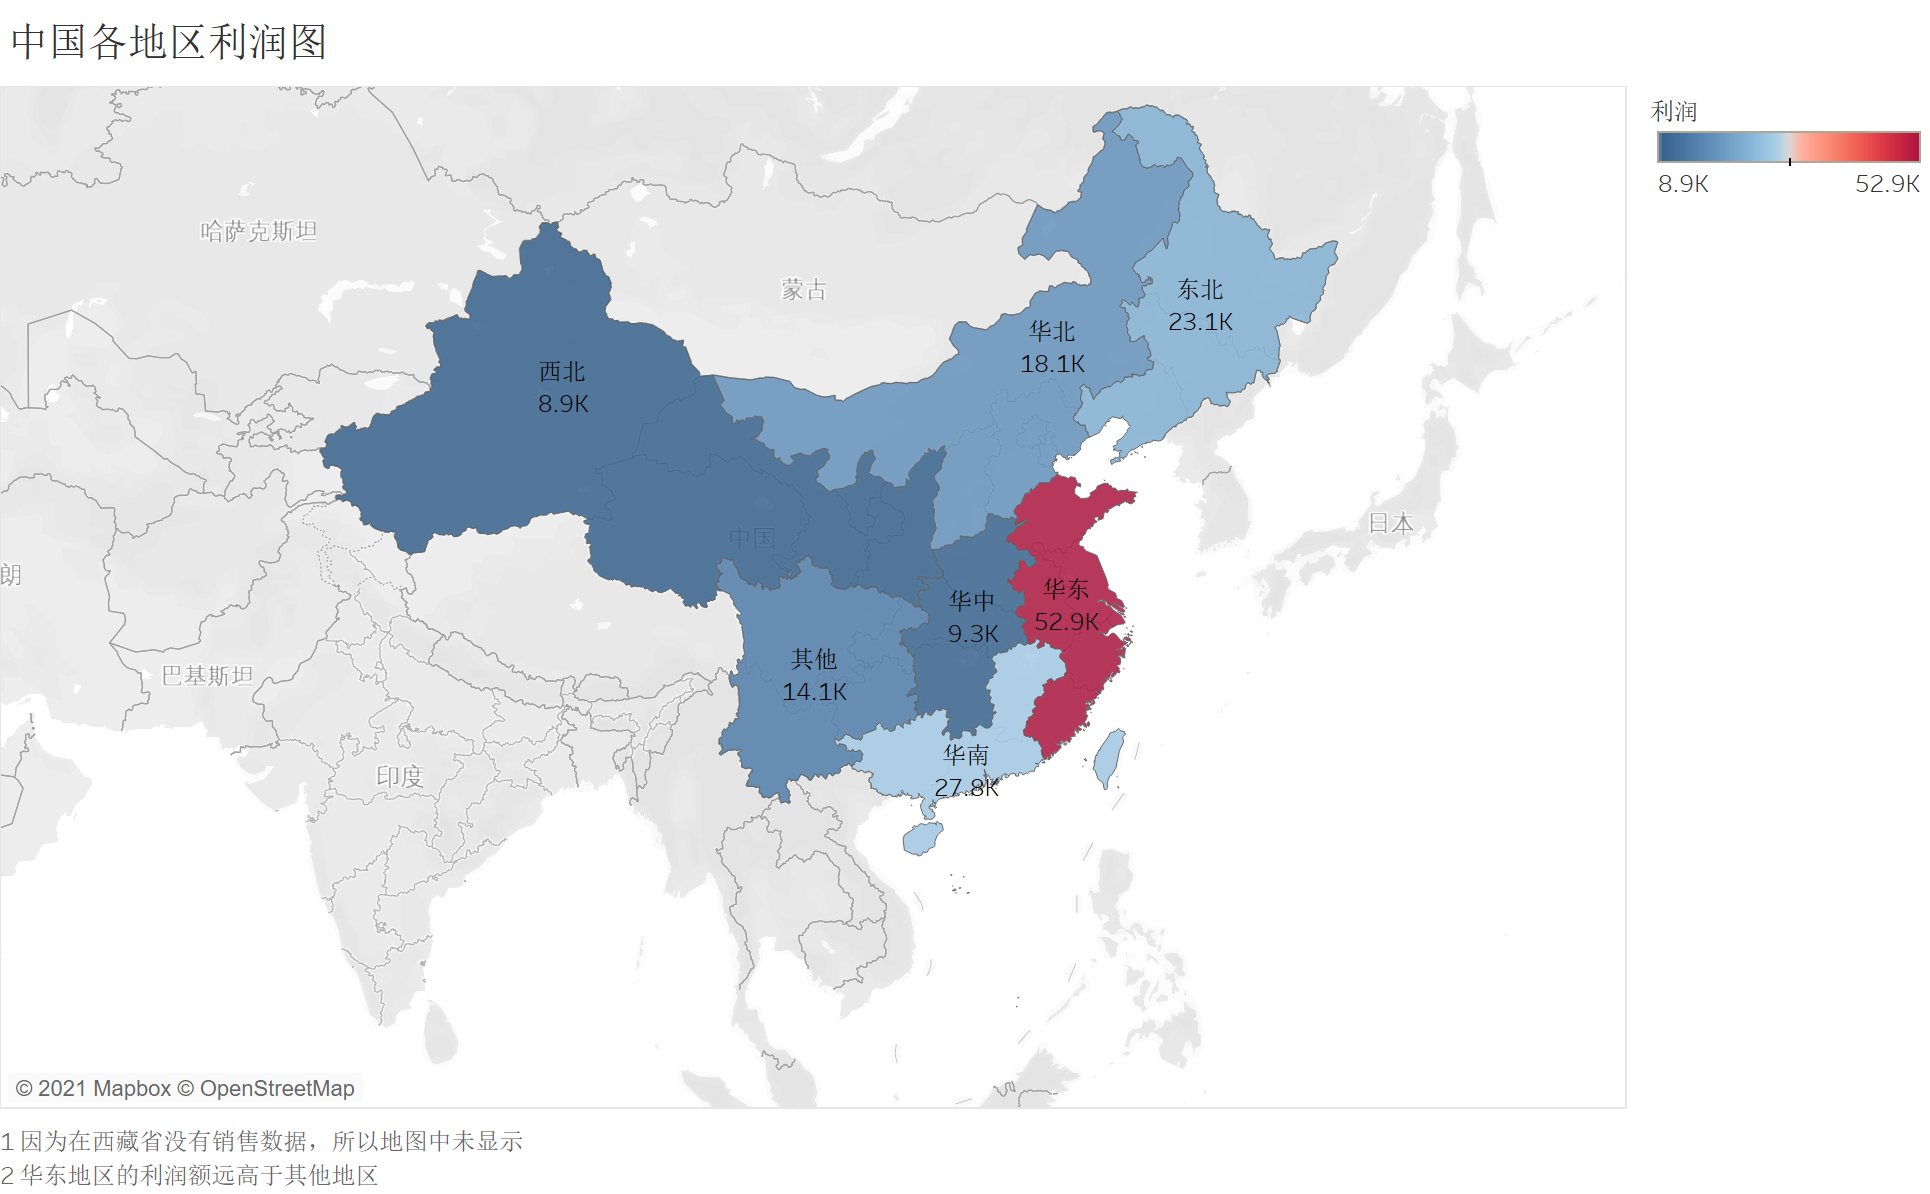 中国各地区利润图
利润
8.9K
52.9K
哈萨克斯坦
蒙古
东北
23.1K
华北
18.1K
西北
8.9K
日本
中国
朗
华东
52.9K
华中
9.3K
其他
14.1K
巴基斯坦
华南
27.8K
印度
© 2021 Mapbox © OpenStreetMap
1 因为在西藏省没有销售数据，所以地图中未显示
2 华东地区的利润额远高于其他地区